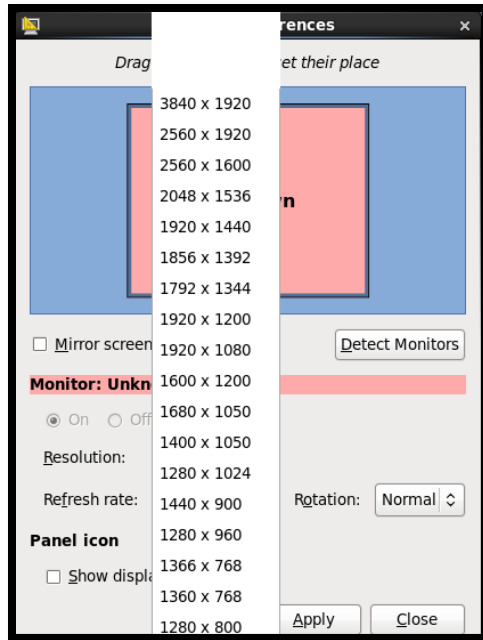 rences
Drag
et their place
3840 x 1920
2560 x 1920
2560 x 1600
2048 x 1536
1920 x 1440
1856 x 1392
1792 x 1344
1920 x 1200
1920 x 1080
1600 x 1200
1680 x 1050
1400 x 1050
1280 x 1024
1440 x 900
1280 x 960
1366 x 768
1360 x 768
1280 x 800
n
Mirror screen
Detect Monitors
Monitor: Unkn
On Off
Resolution:
Refresh rate:
Rotation: Normal
Panel icon
Show displa
Apply Close